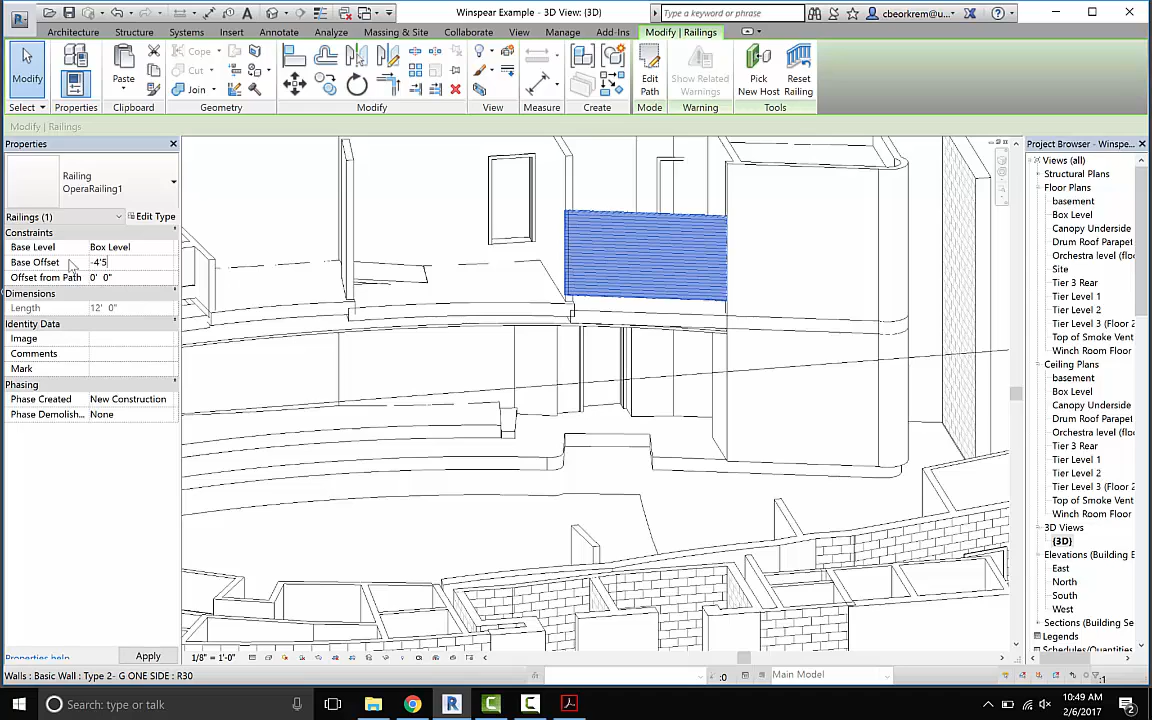 Winspear Example - 3D View: {3D}
Type a keyword or phrase
cbeorkrem@u...
Architecture Structure Systems Insert Annotate Analyze Massing & Site Collaborate View Manage Add-Ins Modify | Railings
Modify
Paste
Cope
Cut
Join
Edit Path
Show Related Warnings
Pick New Host
Reset Railing
Select Properties Clipboard Geometry Modify View Measure Create Mode Warning Tools
Modify | Railings
Properties
Railing
OperaRailing1
Railings (1)
Edit Type
Constraints
Base Level Box Level
Base Offset -4'5
Offset from Path 0' 0"
Dimensions
Length 12' 0"
Identity Data
Image
Comments
Mark
Phasing
Phase Created New Construction
Phase Demolish... None
Properties help
Apply
Project Browser - Winspe...
Views (all)
Structural Plans
Floor Plans
basement
Box Level
Canopy Underside
Drum Roof Parapet
Orchestra level (floo
Site
Tier 3 Rear
Tier Level 1
Tier Level 2
Tier Level 3 (Floor 2
Top of Smoke Vent
Winch Room Floor
Ceiling Plans
basement
Box Level
Canopy Underside
Drum Roof Parapet
Orchestra level (floo
Tier 3 Rear
Tier Level 1
Tier Level 2
Tier Level 3 (Floor 2
Top of Smoke Vent
Winch Room Floor
3D Views
{3D}
Elevations (Building E
East
North
South
West
Sections (Building Se
Legends
Schedules/Quantities
1/8" = 1'-0"
Walls : Basic Wall : Type 2- G ONE SIDE : R30
:0
Main Model
:1
Search: type or task
10:49 AM
2/6/2017